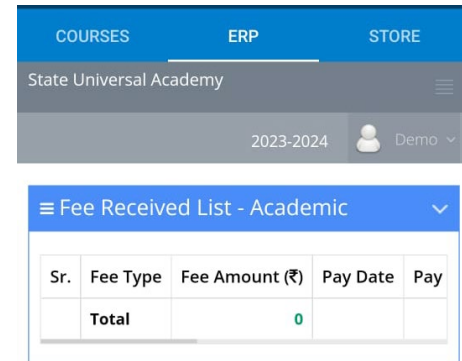 COURSES ERP STORE
State Universal Academy
2023-2024 Demo
Fee Received List - Academic
Sr. Fee Type Fee Amount (₹) Pay Date Pay
Total 0